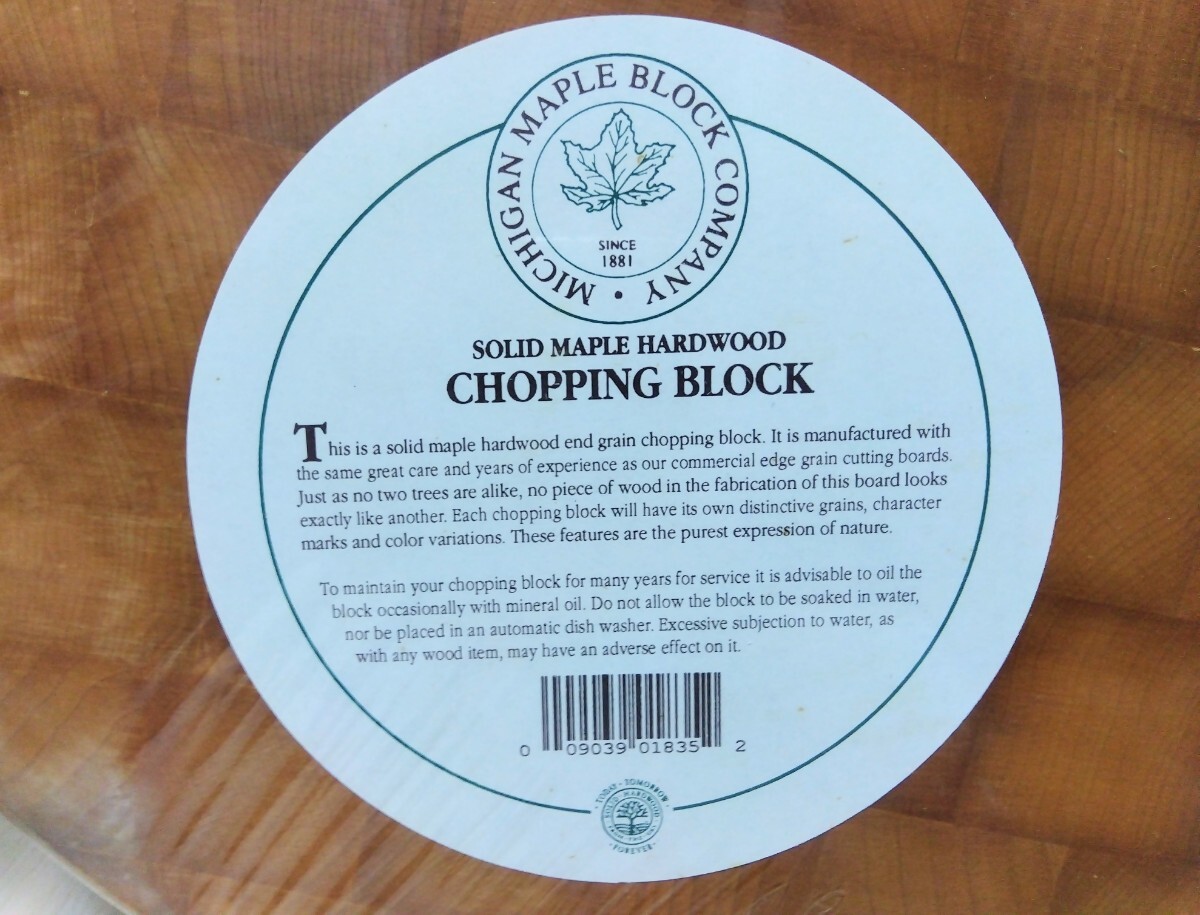 MICHIGAN MAPLE BLOCK COMPANY •
SINCE
1881
SOLID MAPLE HARDWOOD
CHOPPING BLOCK
This is a solid maple hardwood end grain chopping block. It is manufactured with
the same great care and years of experience as our commercial edge grain cutting boards.
Just as no two trees are alike, no piece of wood in the fabrication of this board looks
exactly like another. Each chopping block will have its own distinctive grains, character
marks and color variations. These features are the purest expression of nature.
To maintain your chopping block for many years for service it is advisable to oil the
block occasionally with mineral oil. Do not allow the block to be soaked in water,
nor be placed in an automatic dish washer. Excessive subjection to water, as
with any wood item, may have an adverse effect on it.
0 09039 01835 2
• TODAY • TOMORROW •
SOLID HARDWOOD
FOREVER